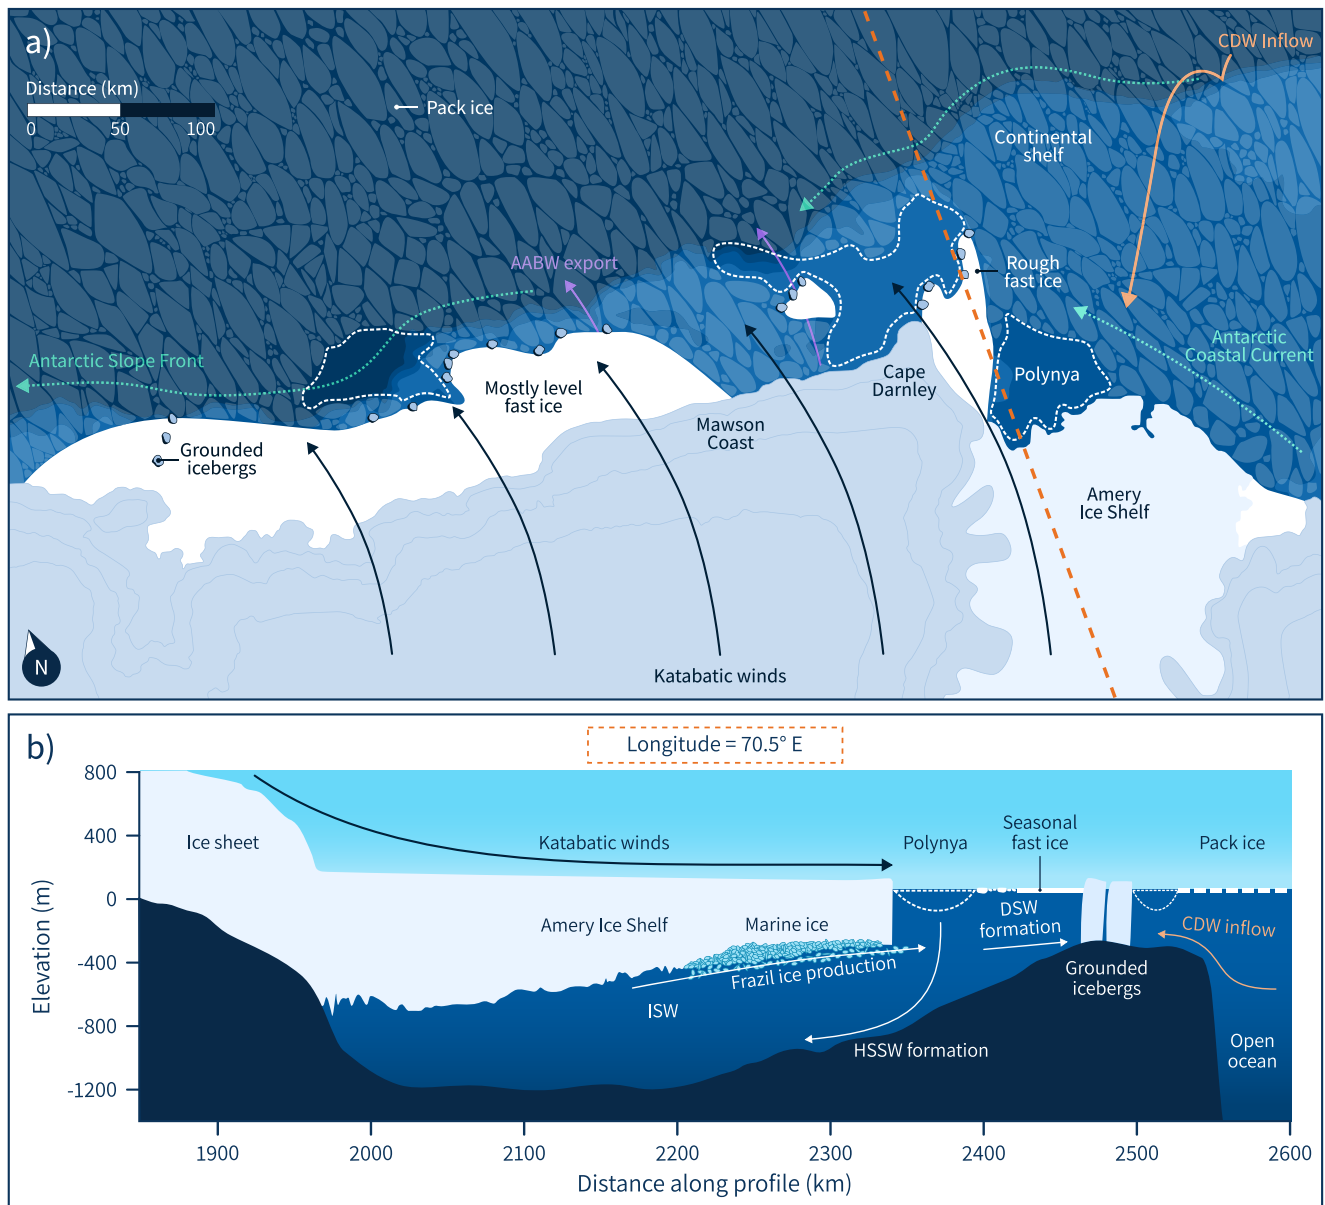 a)
CDW Inflow
Distance (km)
0 50 100
Pack ice
Continental
shelf
AABW export
Rough
fast ice
Antarctic
Coastal Current
Antarctic Slope Front
Polynya
Cape
Darnley
Mostly level
fast ice
Mawson
Coast
Grounded
icebergs
Amery
Ice Shelf
N
Katabatic winds
b)
Longitude = 70.5° E
800
400
0
-400
-800
-1200
Elevation (m)
Ice sheet
Katabatic winds
Polynya
Seasonal
fast ice
Pack ice
Amery Ice Shelf
Marine ice
DSW
formation
CDW inflow
Frazil ice production
Grounded
icebergs
ISW
HSSW formation
Open
ocean
1900 2000 2100 2200 2300 2400 2500 2600
Distance along profile (km)